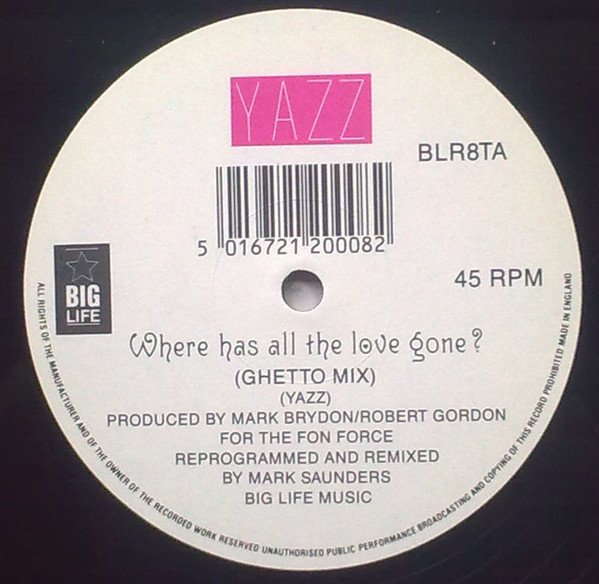 YAZZ
BLR8TA
5 016721 200082
BIG
LIFE
45 RPM
Where has all the love gone?
(GHETTO MIX)
(YAZZ)
PRODUCED BY MARK BRYDON/ROBERT GORDON
FOR THE FON FORCE
REPROGRAMMED AND REMIXED
BY MARK SAUNDERS
BIG LIFE MUSIC
ALL RIGHTS OF THE MANUFACTURER AND OF THE OWNER OF THE RECORDED WORK RESERVED UNAUTHORISED PUBLIC PERFORMANCE BROADCASTING AND COPYING OF THIS RECORD PROHIBITED MADE IN ENGLAND